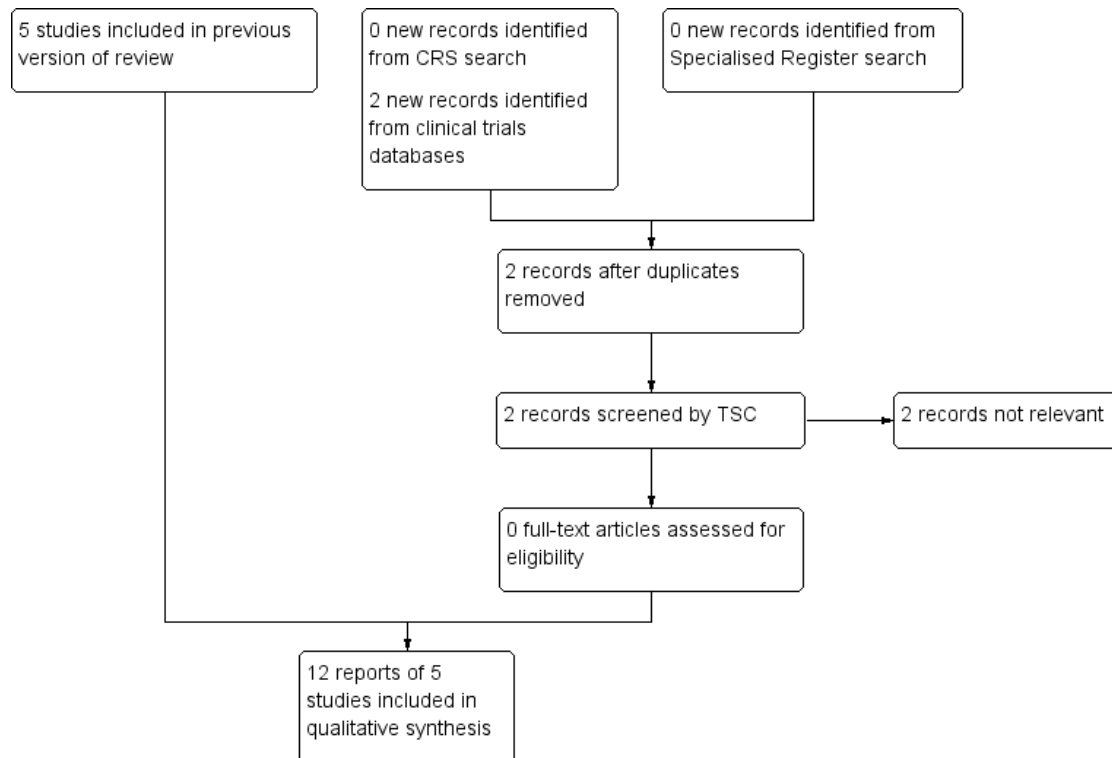 5 studies included in previous
version of review
0 new records identified
from CRS search
2 new records identified
from clinical trials
databases
0 new records identified from
Specialised Register search
2 records after duplicates
removed
2 records screened by TSC
2 records not relevant
0 full-text articles assessed for
eligibility
12 reports of 5
studies included in
qualitative synthesis